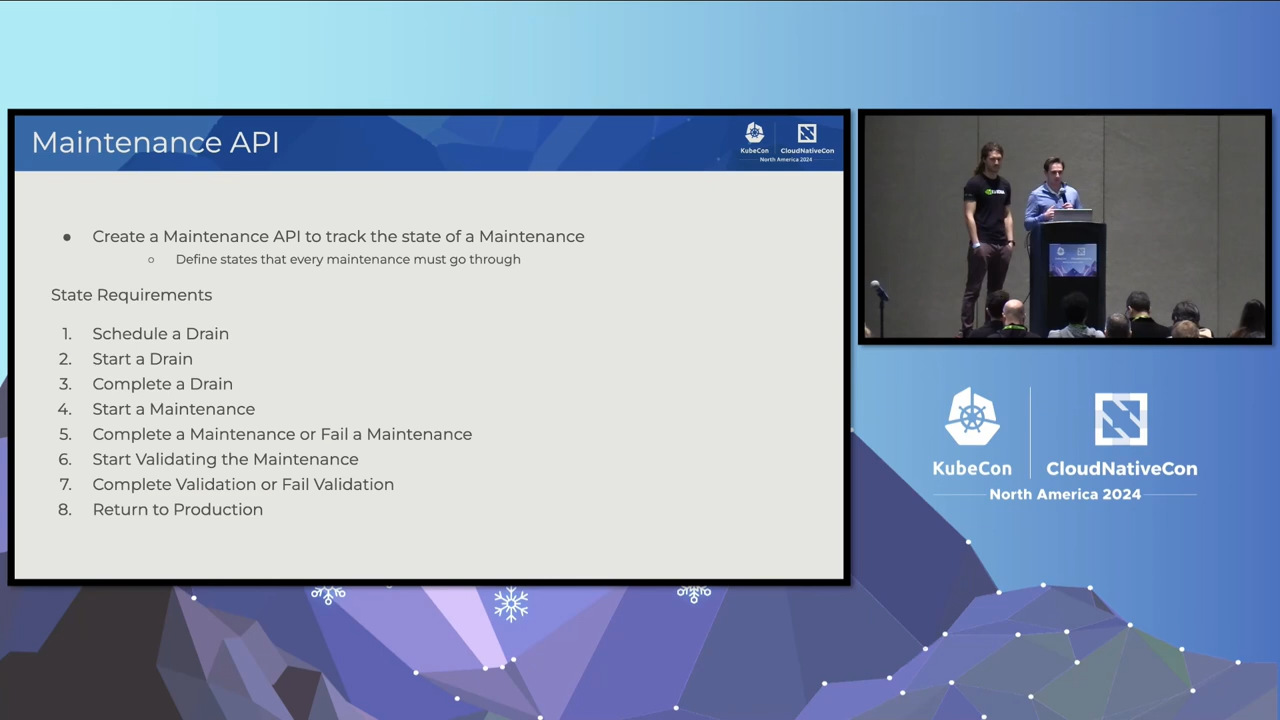 Maintenance API
KubeCon
CloudNativeCon
North America 2024
● Create a Maintenance API to track the state of a Maintenance
○ Define states that every maintenance must go through
State Requirements
1. Schedule a Drain
2. Start a Drain
3. Complete a Drain
4. Start a Maintenance
5. Complete a Maintenance or Fail a Maintenance
6. Start Validating the Maintenance
7. Complete Validation or Fail Validation
8. Return to Production
KubeCon
CloudNativeCon
North America 2024